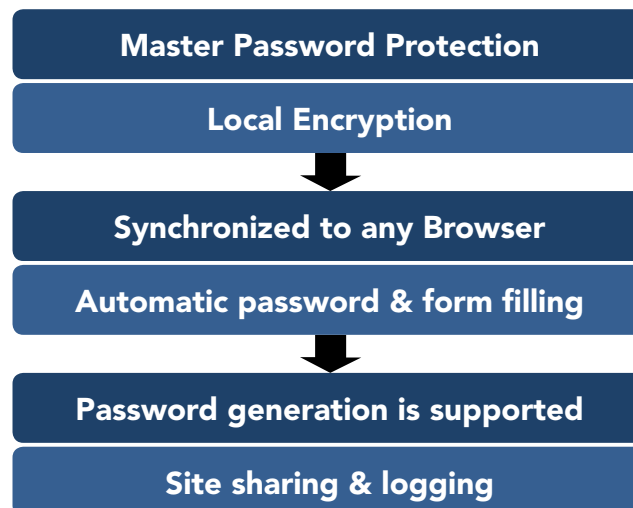 Master Password Protection
Local Encryption
Synchronized to any Browser
Automatic password & form filling
Password generation is supported
Site sharing & logging